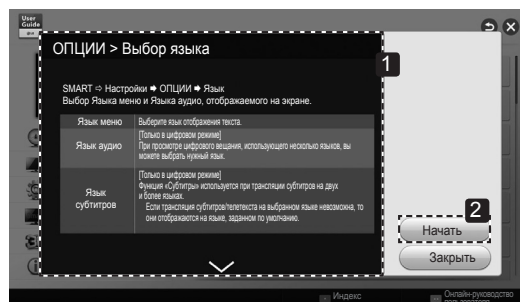 User
Guide
ОПЦИИ > Выбор языка
1
SMART ⇨ Настройки ➡ ОПЦИИ ➡ Язык
Выбор Языка меню и Языка аудио, отображаемого на экране.
Язык меню
Выберите язык отображения текста.
Язык аудио
[Только в цифровом режиме]
При просмотре цифрового вещания, использующего несколько языков, вы
можете выбрать нужный язык.
Язык
субтитров
[Только в цифровом режиме]
Функция «Субтитры» используется при трансляции субтитров на двух
и более языках.
Если трансляция субтитров/телетекста на выбранном языке невозможна, то
они отображаются на языке, заданном по умолчанию.
2
Начать
Закрыть
Индекс
Онлайн-руководство
пользователя